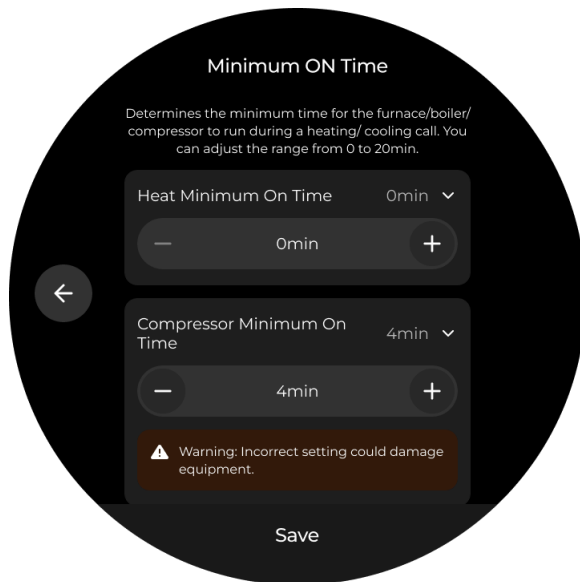 Minimum ON Time
Determines the minimum time for the furnace/boiler/
compressor to run during a heating/ cooling call. You
can adjust the range from 0 to 20min.
Heat Minimum On Time 0min
0min
Compressor Minimum On
Time 4min
4min
Warning: Incorrect setting could damage
equipment.
Save